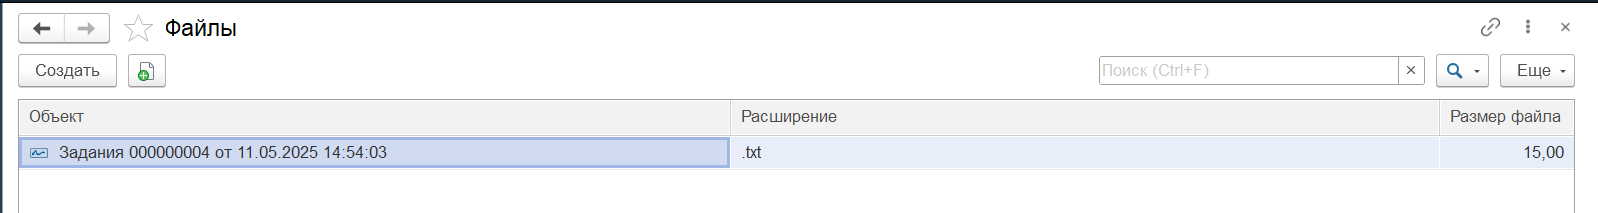 Файлы
Создать
Поиск (Ctrl+F)
Еще
Объект Расширение Размер файла
Задания 000000004 от 11.05.2025 14:54:03 .txt 15,00